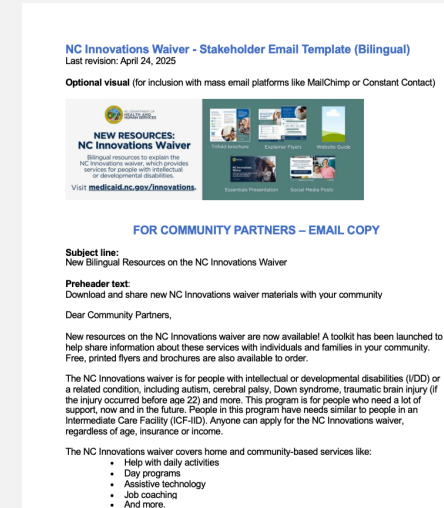 NC Innovations Waiver - Stakeholder Email Template (Bilingual)
Last revision: April 24, 2025
Optional visual (for inclusion with mass email platforms like MailChimp or Constant Contact)
NC DEPARTMENT OF
HEALTH AND
HUMAN SERVICES
NEW RESOURCES:
NC Innovations Waiver
Bilingual resources to explain the
NC Innovations waiver, which provides
services for people with intellectual
or developmental disabilities.
Visit medicaid.nc.gov/innovations.
Trifold brochure
Explainer Flyers
Website Guide
Essentials Presentation
Social Media Posts
FOR COMMUNITY PARTNERS – EMAIL COPY
Subject line:
New Bilingual Resources on the NC Innovations Waiver
Preheader text:
Download and share new NC Innovations waiver materials with your community
Dear Community Partners,
New resources on the NC Innovations waiver are now available! A toolkit has been launched to
help share information about these services with individuals and families in your community.
Free, printed flyers and brochures are also available to order.
The NC Innovations waiver is for people with intellectual or developmental disabilities (I/DD) or
a related condition, including autism, cerebral palsy, Down syndrome, traumatic brain injury (if
the injury occurred before age 22) and more. This program is for people who need a lot of
support, now and in the future. People in this program have needs similar to people in an
Intermediate Care Facility (ICF-IID). Anyone can apply for the NC Innovations waiver,
regardless of age, insurance or income.
The NC Innovations waiver covers home and community-based services like:
• Help with daily activities
• Day programs
• Assistive technology
• Job coaching
• And more.